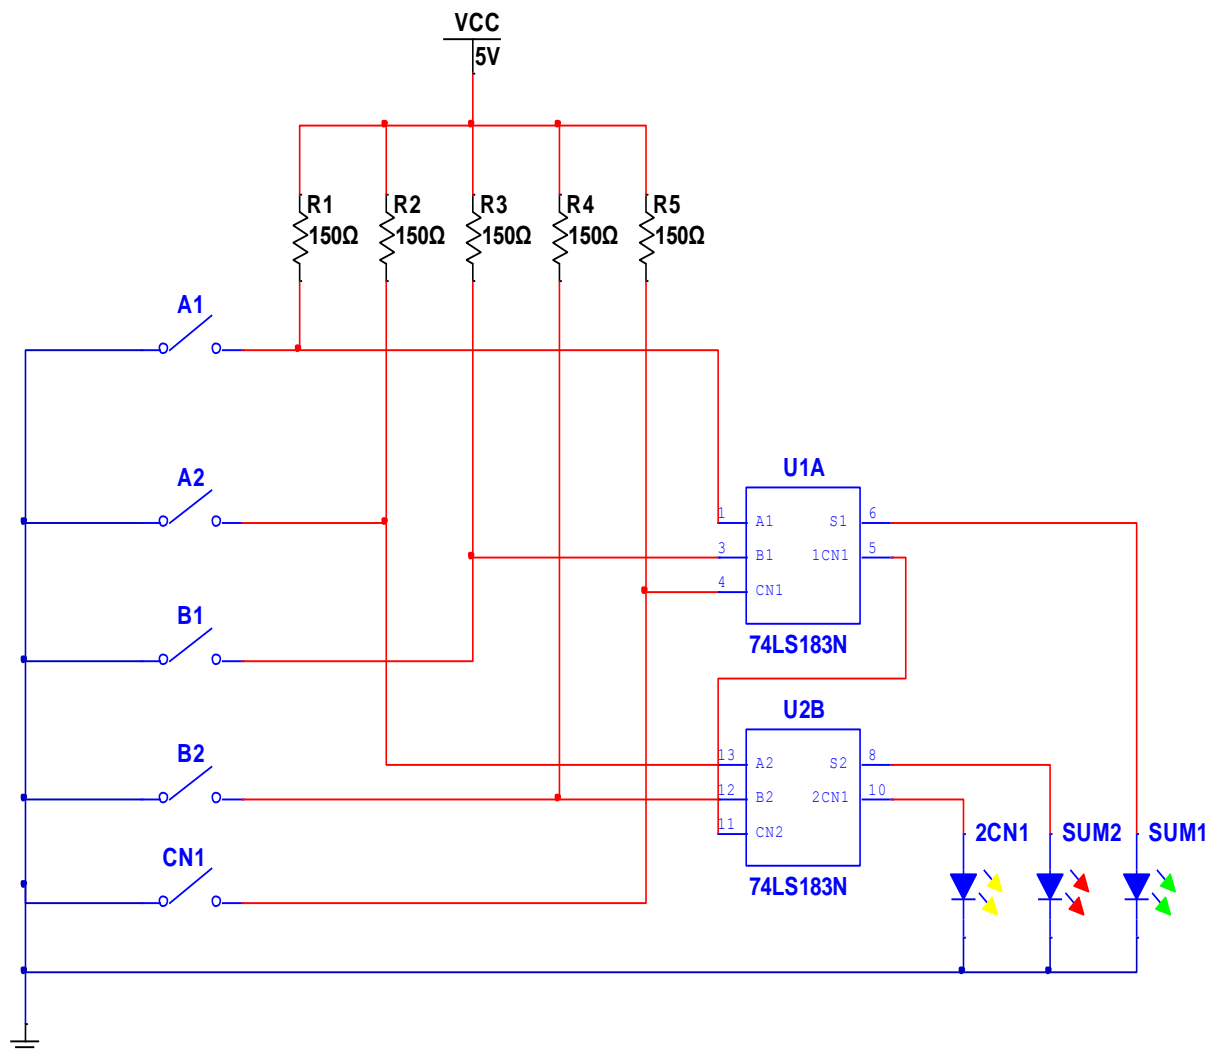 VCC
5V
R1
150Ω
R2
150Ω
R3
150Ω
R4
150Ω
R5
150Ω
A1
A2
B1
B2
CN1
U1A
1
3
4
A1
B1
CN1
S1
1CN1
6
5
74LS183N
U2B
13
12
11
A2
B2
CN2
S2
2CN1
8
10
74LS183N
2CN1
SUM2
SUM1